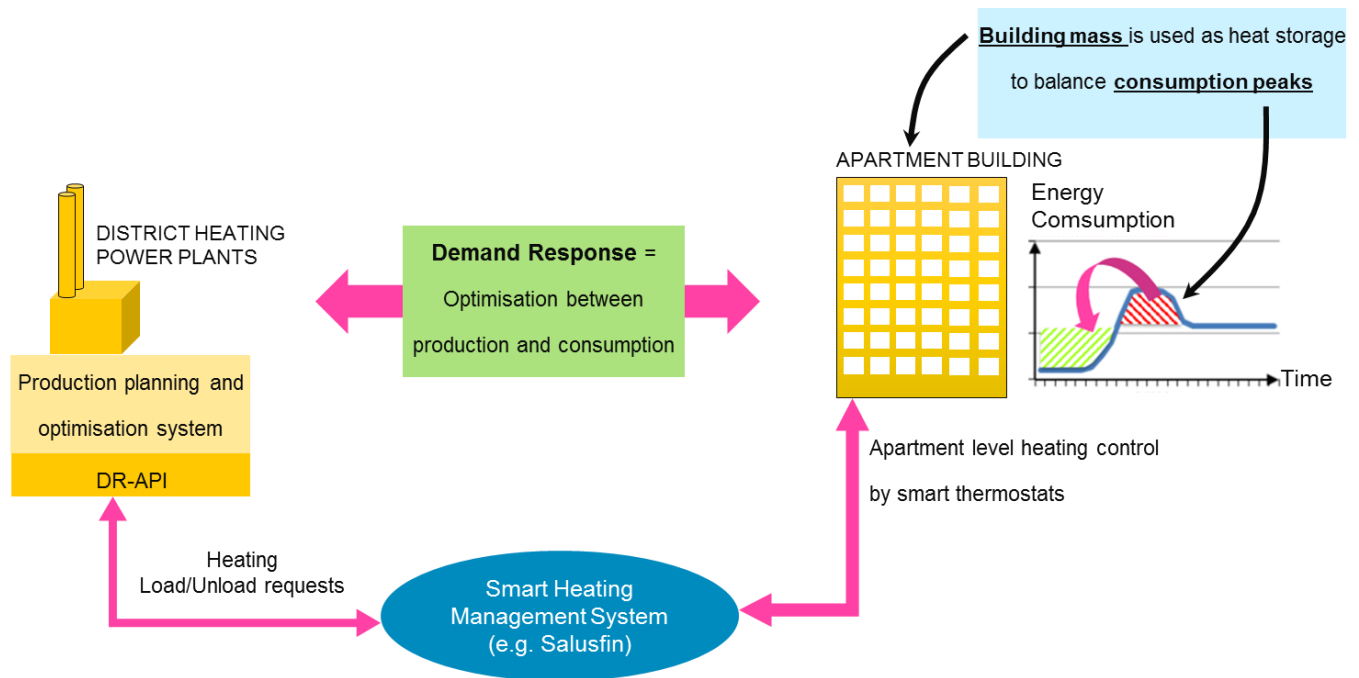 Building mass is used as heat storage
to balance consumption peaks
APARTMENT BUILDING
Energy
Comsumption
Time
DISTRICT HEATING
POWER PLANTS
Demand Response =
Optimisation between
production and consumption
Production planning and
optimisation system
DR-API
Apartment level heating control
by smart thermostats
Heating
Load/Unload requests
Smart Heating
Management System
(e.g. Salusfin)